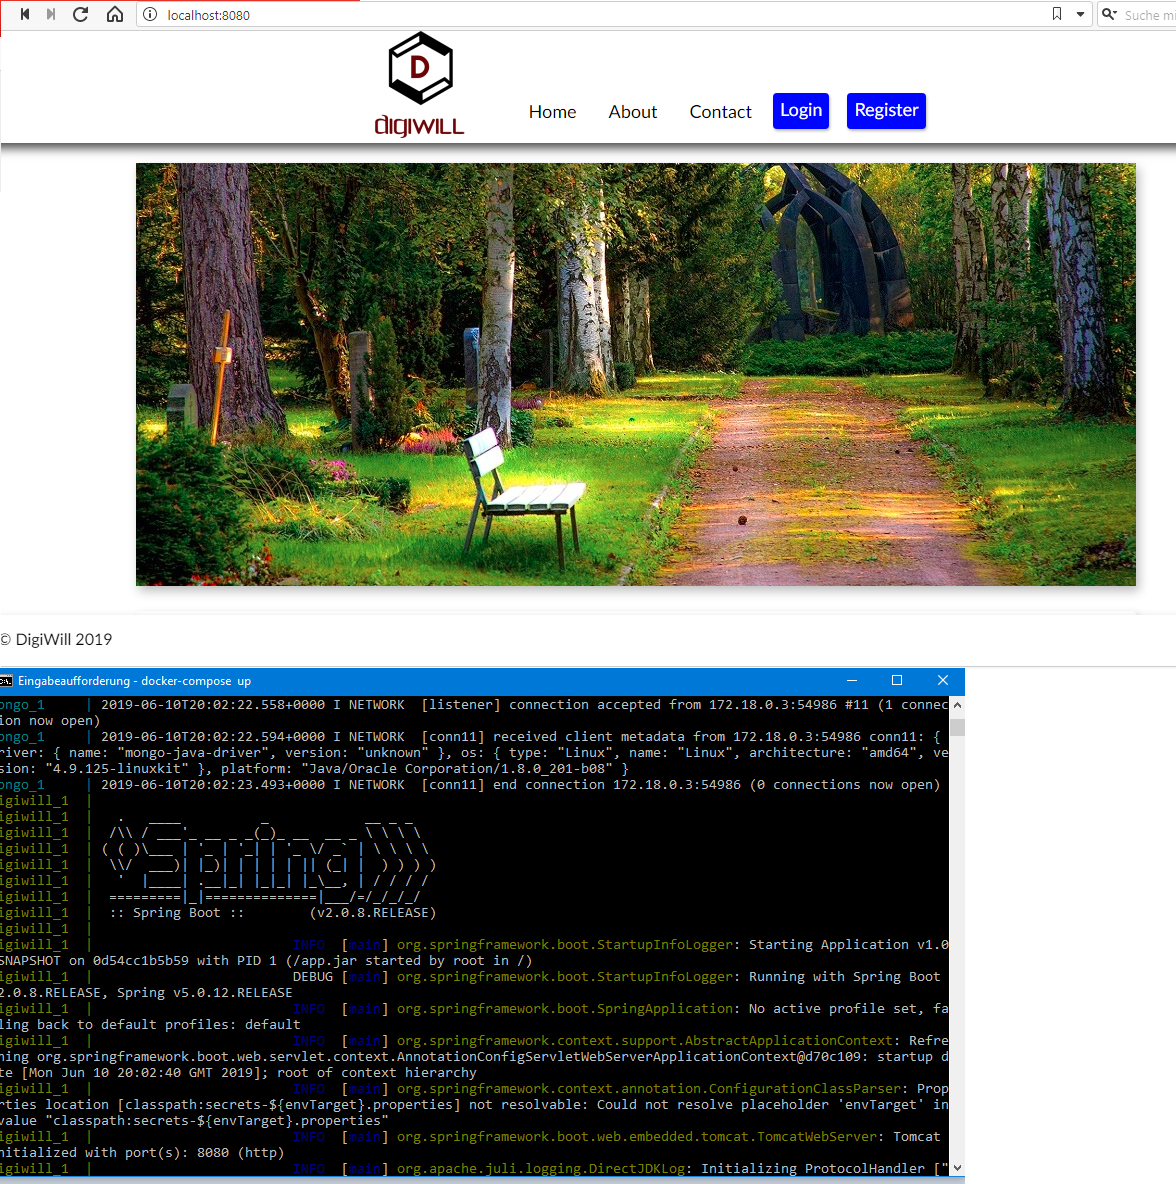 localhost:8080
Suche mi
D
DIGIWILL
Home About Contact Login Register
© DigiWill 2019
Eingabeaufforderung - docker-compose up
ongo_1 | 2019-06-10T20:02:22.558+0000 I NETWORK [listener] connection accepted from 172.18.0.3:54986 #11 (1 connec
ion now open)
ongo_1 | 2019-06-10T20:02:22.594+0000 I NETWORK [conn11] received client metadata from 172.18.0.3:54986 conn11: {
river: { name: "mongo-java-driver", version: "unknown" }, os: { type: "Linux", name: "Linux", architecture: "amd64", ve
sion: "4.9.125-linuxkit" }, platform: "Java/Oracle Corporation/1.8.0_201-b08" }
ongo_1 | 2019-06-10T20:02:23.493+0000 I NETWORK [conn11] end connection 172.18.0.3:54986 (0 connections now open)
igiwill_1 |
igiwill_1 |   .   ____          _            __ _ _
igiwill_1 |  /\\ / ___'_ __ _ _(_)_ __  __ _ \ \ \ \
igiwill_1 | ( ( )\___ | '_ | '_| | '_ \/ _` | \ \ \ \
igiwill_1 |  \\/  ___)| |_)| | | | | || (_| |  ) ) ) )
igiwill_1 |   '  |____| .__|_| |_|_| |_\__, | / / / /
igiwill_1 |  =========|_|==============|___/=/_/_/_/
igiwill_1 |  :: Spring Boot ::        (v2.0.8.RELEASE)
igiwill_1 |
igiwill_1 | INFO [main] org.springframework.boot.StartupInfoLogger: Starting Application v1.0
SNAPSHOT on 0d54cc1b5b59 with PID 1 (/app.jar started by root in /)
igiwill_1 | DEBUG [main] org.springframework.boot.StartupInfoLogger: Running with Spring Boot
2.0.8.RELEASE, Spring v5.0.12.RELEASE
igiwill_1 | INFO [main] org.springframework.boot.SpringApplication: No active profile set, fa
ling back to default profiles: default
igiwill_1 | INFO [main] org.springframework.context.support.AbstractApplicationContext: Refre
hing org.springframework.boot.web.servlet.context.AnnotationConfigServletWebServerApplicationContext@d70c109: startup d
te [Mon Jun 10 20:02:40 GMT 2019]; root of context hierarchy
igiwill_1 | INFO [main] org.springframework.context.annotation.ConfigurationClassParser: Prop
rties location [classpath:secrets-${envTarget}.properties] not resolvable: Could not resolve placeholder 'envTarget' in
value "classpath:secrets-${envTarget}.properties"
igiwill_1 | INFO [main] org.springframework.boot.web.embedded.tomcat.TomcatWebServer: Tomcat
nitialized with port(s): 8080 (http)
igiwill_1 | INFO [main] org.apache.juli.logging.DirectJDKLog: Initializing ProtocolHandler ["